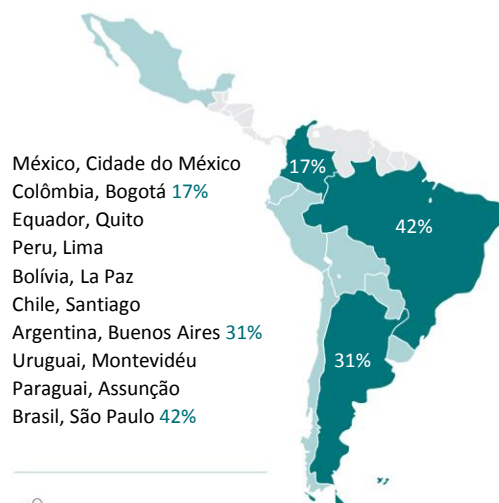 México, Cidade do México
Colômbia, Bogotá 17%
Equador, Quito
Peru, Lima
Bolívia, La Paz
Chile, Santiago
Argentina, Buenos Aires 31%
Uruguai, Montevidéu
Paraguai, Assunção
Brasil, São Paulo 42%
17%
42%
31%